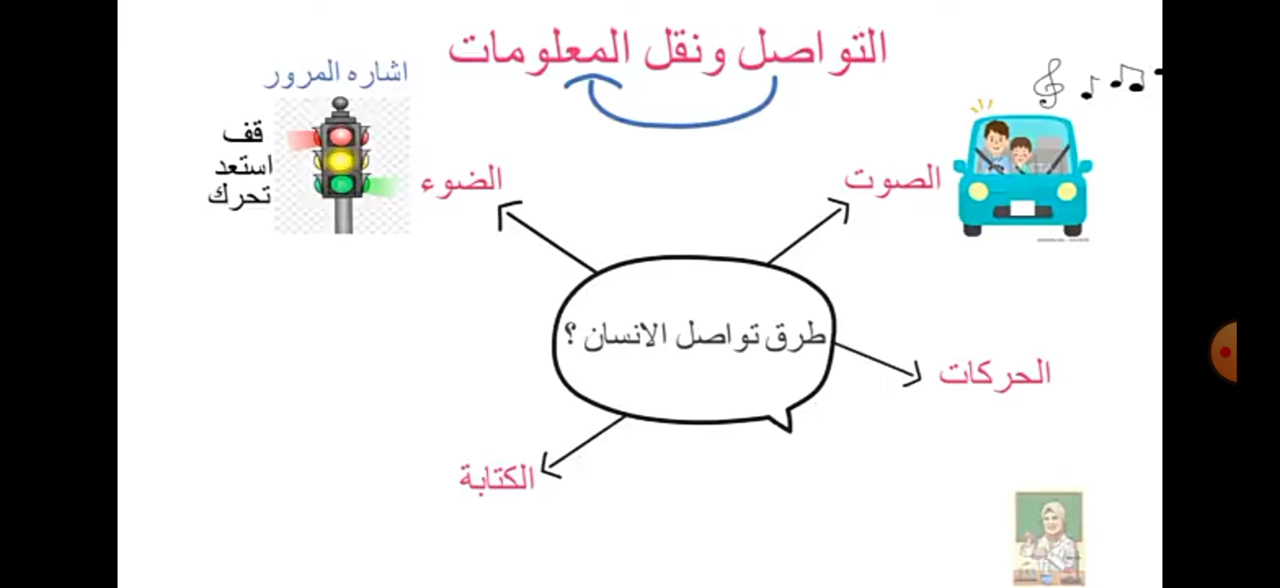 التواصل ونقل المعلومات
اشاره المرور
قف
استعد
تحرك
الصوت
الضوء
طرق تواصل الانسان ؟
الحركات
الكتابة